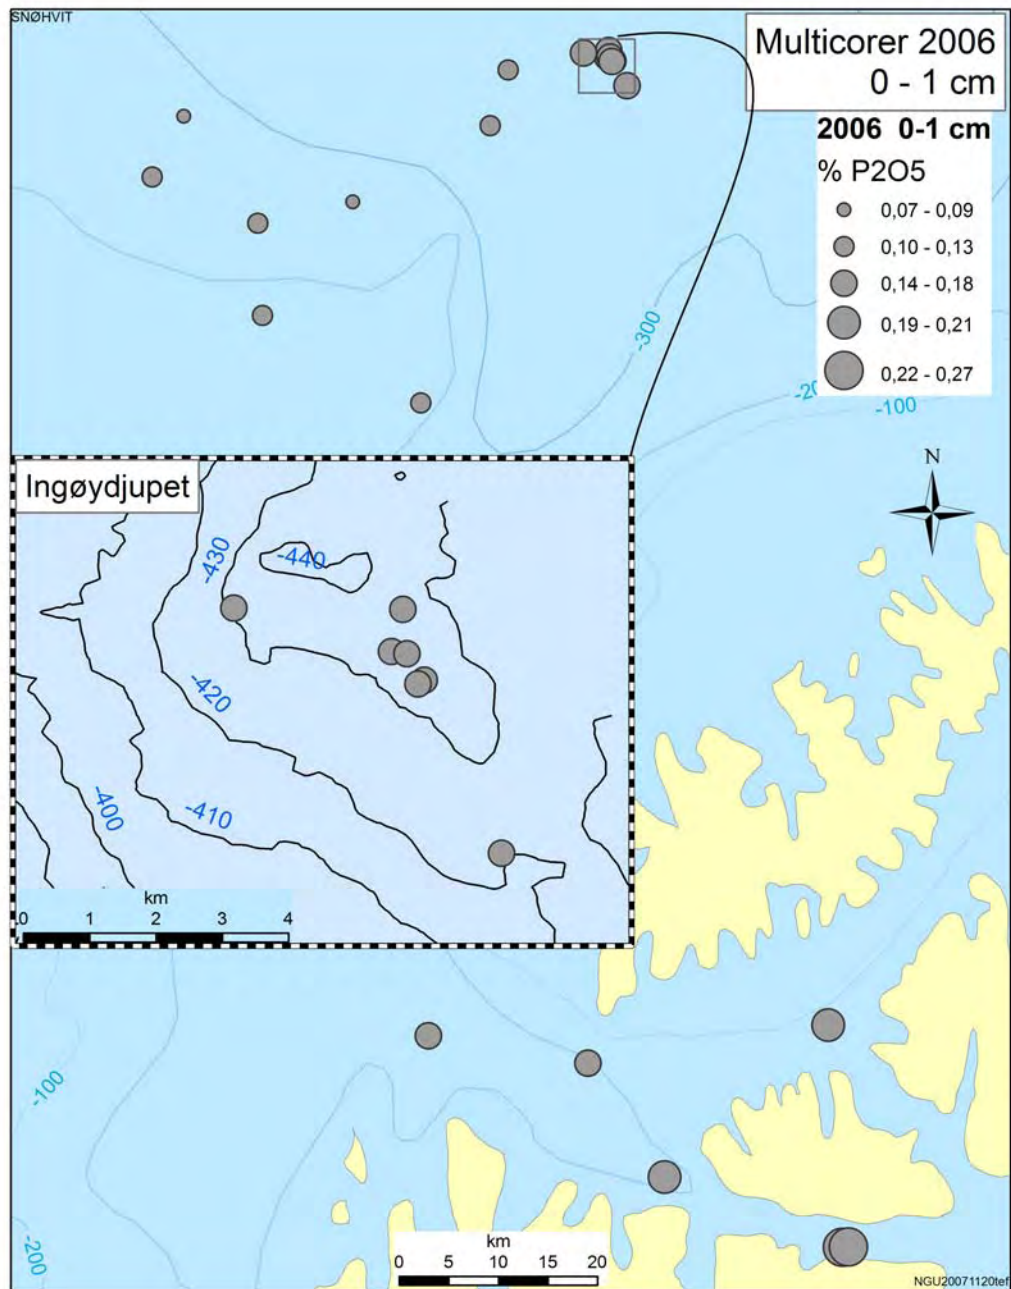 SNØHVIT
Multicorer 2006
0 - 1 cm
2006 0-1 cm
% P2O5
0,07 - 0,09
0,10 - 0,13
0,14 - 0,18
0,19 - 0,21
0,22 - 0,27
-300
-20
-100
N
Ingøydjupet
-430
-440
-420
-400
-410
km
0 1 2 3 4
-100
-200
km
0 5 10 15 20
NGU20071120tef